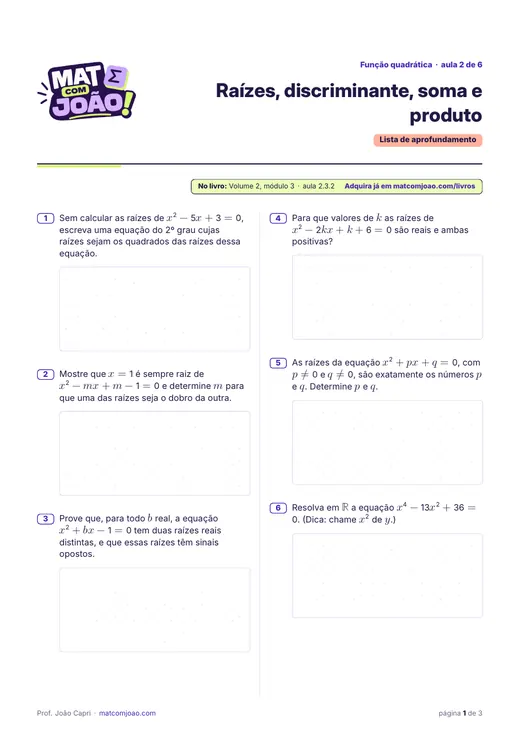 MAT Σ
COM
JOÃO!
Função quadrática · aula 2 de 6
Raízes, discriminante, soma e
produto
Lista de aprofundamento
No livro: Volume 2, módulo 3 · aula 2.3.2 Adquira já em matcomjoao.com/livros
1 Sem calcular as raízes de x² − 5x + 3 = 0,
escreva uma equação do 2º grau cujas
raízes sejam os quadrados das raízes dessa
equação.
2 Mostre que x = 1 é sempre raiz de
x² − mx + m − 1 = 0 e determine m para
que uma das raízes seja o dobro da outra.
3 Prove que, para todo b real, a equação
x² + bx − 1 = 0 tem duas raízes reais
distintas, e que essas raízes têm sinais
opostos.
4 Para que valores de k as raízes de
x² − 2kx + k + 6 = 0 são reais e ambas
positivas?
5 As raízes da equação x² + px + q = 0, com
p ≠ 0 e q ≠ 0, são exatamente os números p
e q. Determine p e q.
6 Resolva em ℝ a equação x⁴ − 13x² + 36 =
0. (Dica: chame x² de y.)
Prof. João Capri · matcomjoao.com
página 1 de 3